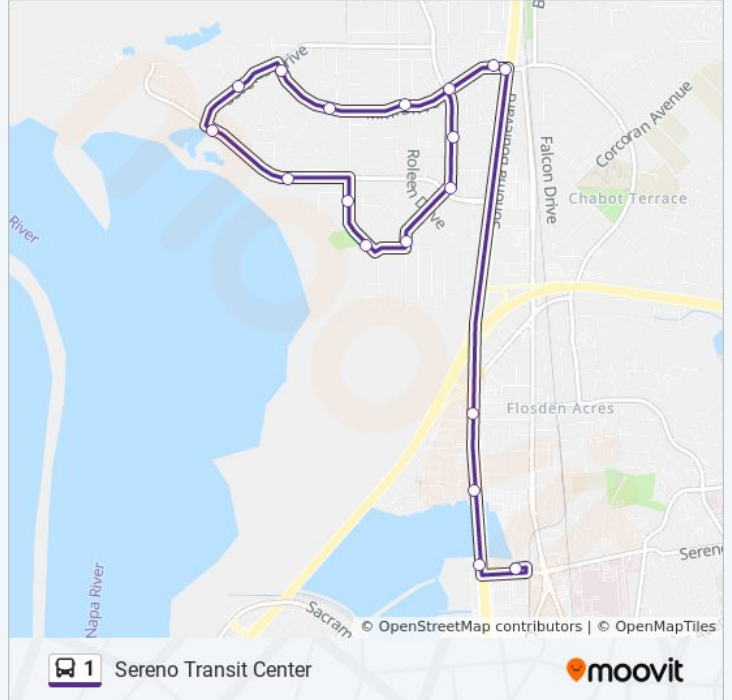 B
Drive
River
Corcoran Avenue
Falcon Drive
Sonoma Boulevard
Roleen Drive
Chabot Terrace
Flosden Acres
Sereno
Napa River
Sacram
© OpenStreetMap contributors | © OpenMapTiles
1 Sereno Transit Center
moovit